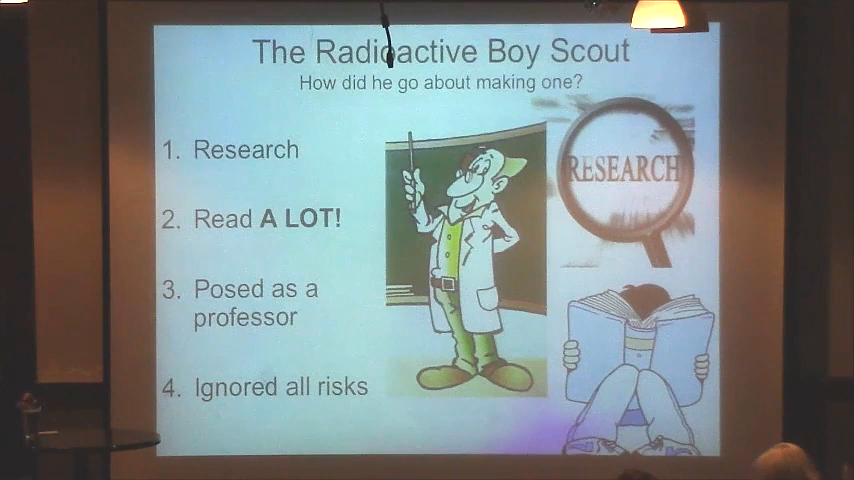 The Radioactive Boy Scout
How did he go about making one?
1. Research
2. Read A LOT!
3. Posed as a
professor
4. Ignored all risks
RESEARCH